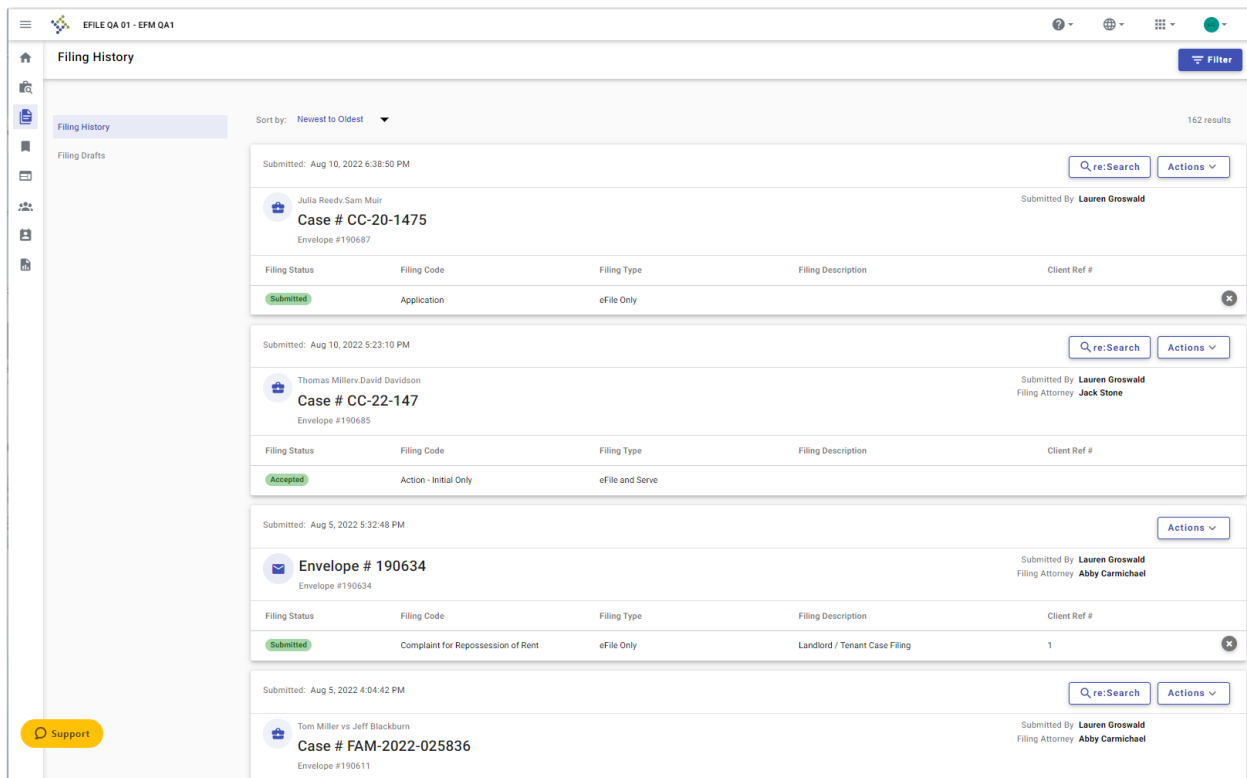 EFILE QA 01 - EFM QA1
Filing History
Filter
Filing History
Filing Drafts
Sort by: Newest to Oldest
162 results
Submitted: Aug 10, 2022 6:38:50 PM
re:Search
Actions
Julia Reedv.Sam Muir
Submitted By Lauren Groswald
Case # CC-20-1475
Envelope #190687
Filing Status Filing Code Filing Type Filing Description Client Ref #
Submitted Application eFile Only
Submitted: Aug 10, 2022 5:23:10 PM
re:Search
Actions
Thomas Millerv.David Davidson
Submitted By Lauren Groswald
Filing Attorney Jack Stone
Case # CC-22-147
Envelope #190685
Filing Status Filing Code Filing Type Filing Description Client Ref #
Accepted Action - Initial Only eFile and Serve
Submitted: Aug 5, 2022 5:32:48 PM
Actions
Envelope # 190634
Submitted By Lauren Groswald
Filing Attorney Abby Carmichael
Envelope #190634
Filing Status Filing Code Filing Type Filing Description Client Ref #
Submitted Complaint for Repossession of Rent eFile Only Landlord / Tenant Case Filing 1
Submitted: Aug 5, 2022 4:04:42 PM
re:Search
Actions
Tom Miller vs Jeff Blackburn
Submitted By Lauren Groswald
Filing Attorney Abby Carmichael
Case # FAM-2022-025836
Envelope #190611
Support